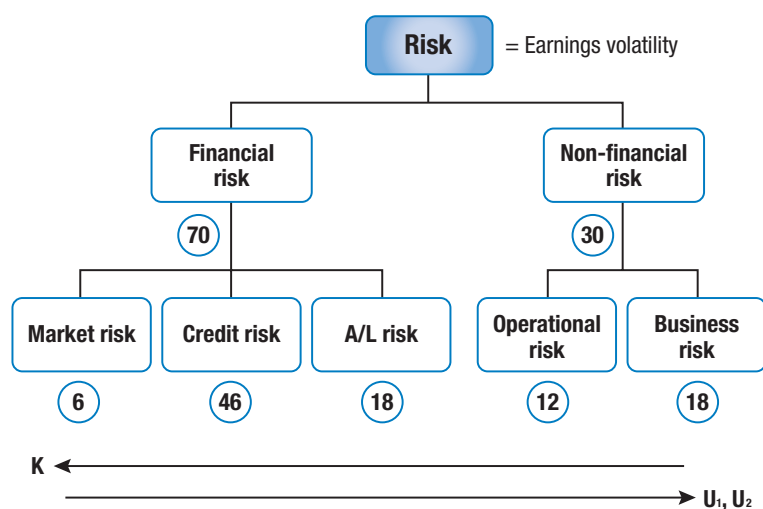 Risk
= Earnings volatility
Financial
risk
Non-financial
risk
70
30
Market risk
Credit risk
A/L risk
Operational
risk
Business
risk
6
46
18
12
18
K
U₁, U₂